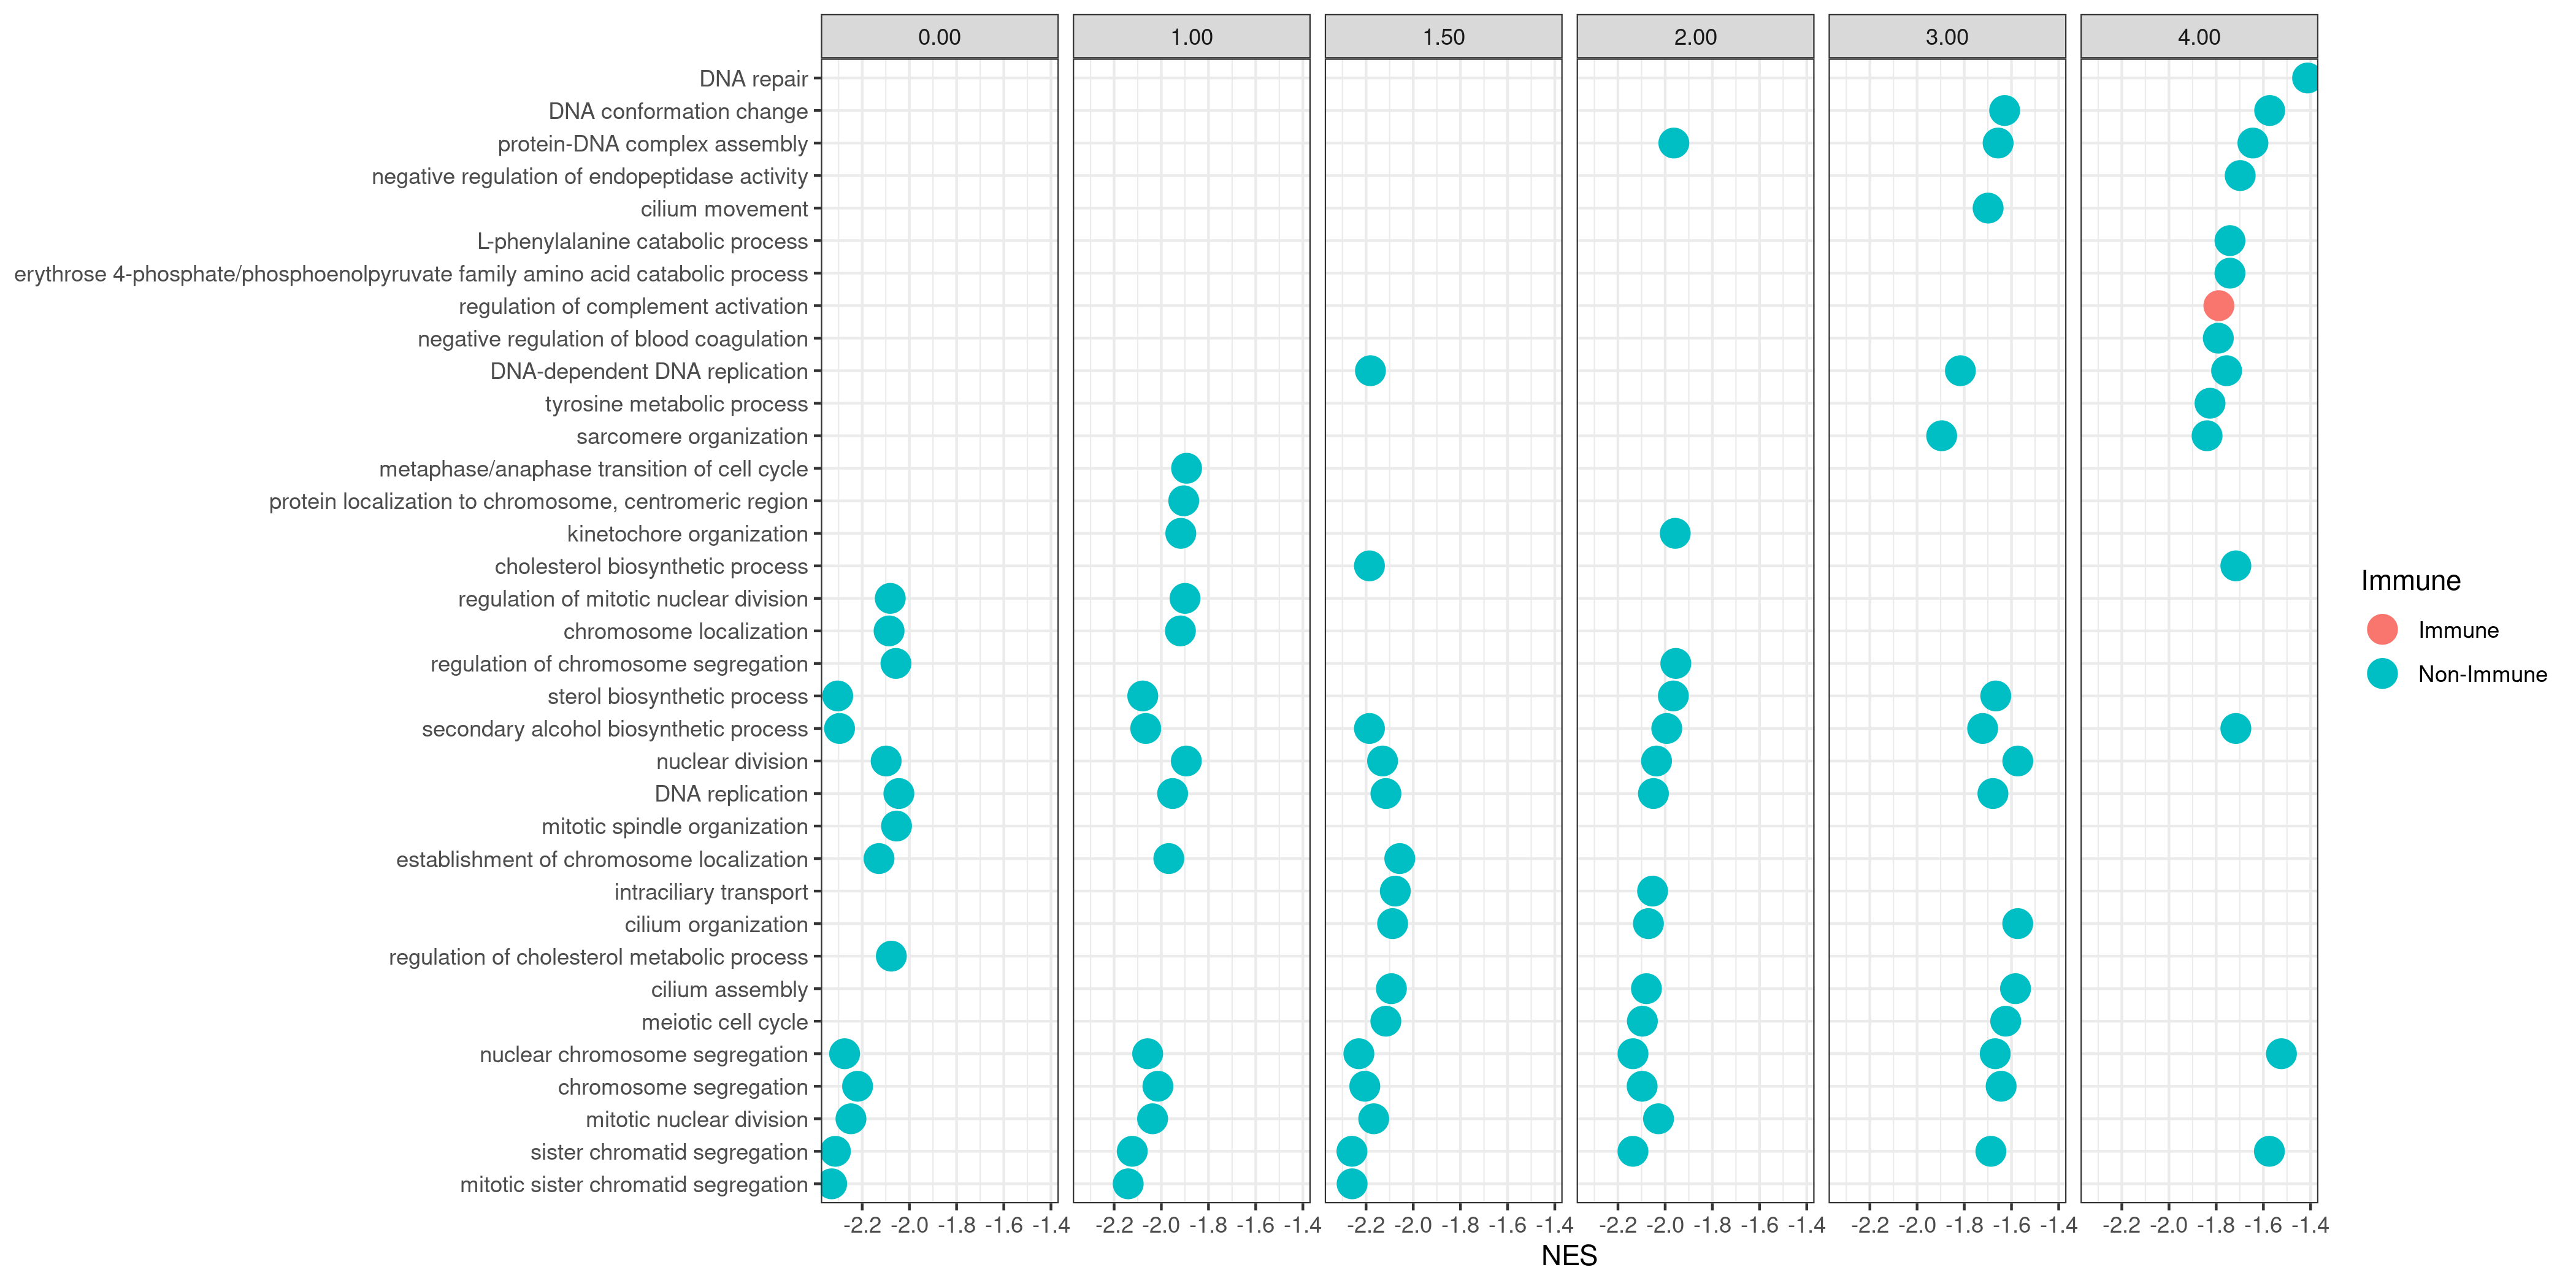 0.00 1.00 1.50 2.00 3.00 4.00
DNA repair
DNA conformation change
protein-DNA complex assembly
negative regulation of endopeptidase activity
cilium movement
L-phenylalanine catabolic process
erythrose 4-phosphate/phosphoenolpyruvate family amino acid catabolic process
regulation of complement activation
negative regulation of blood coagulation
DNA-dependent DNA replication
tyrosine metabolic process
sarcomere organization
metaphase/anaphase transition of cell cycle
protein localization to chromosome, centromeric region
kinetochore organization
cholesterol biosynthetic process
regulation of mitotic nuclear division
chromosome localization
regulation of chromosome segregation
sterol biosynthetic process
secondary alcohol biosynthetic process
nuclear division
DNA replication
mitotic spindle organization
establishment of chromosome localization
intraciliary transport
cilium organization
regulation of cholesterol metabolic process
cilium assembly
meiotic cell cycle
nuclear chromosome segregation
chromosome segregation
mitotic nuclear division
sister chromatid segregation
mitotic sister chromatid segregation
-2.2 -2.0 -1.8 -1.6 -1.4 -2.2 -2.0 -1.8 -1.6 -1.4 -2.2 -2.0 -1.8 -1.6 -1.4 -2.2 -2.0 -1.8 -1.6 -1.4 -2.2 -2.0 -1.8 -1.6 -1.4 -2.2 -2.0 -1.8 -1.6 -1.4
NES
Immune
Immune
Non-Immune